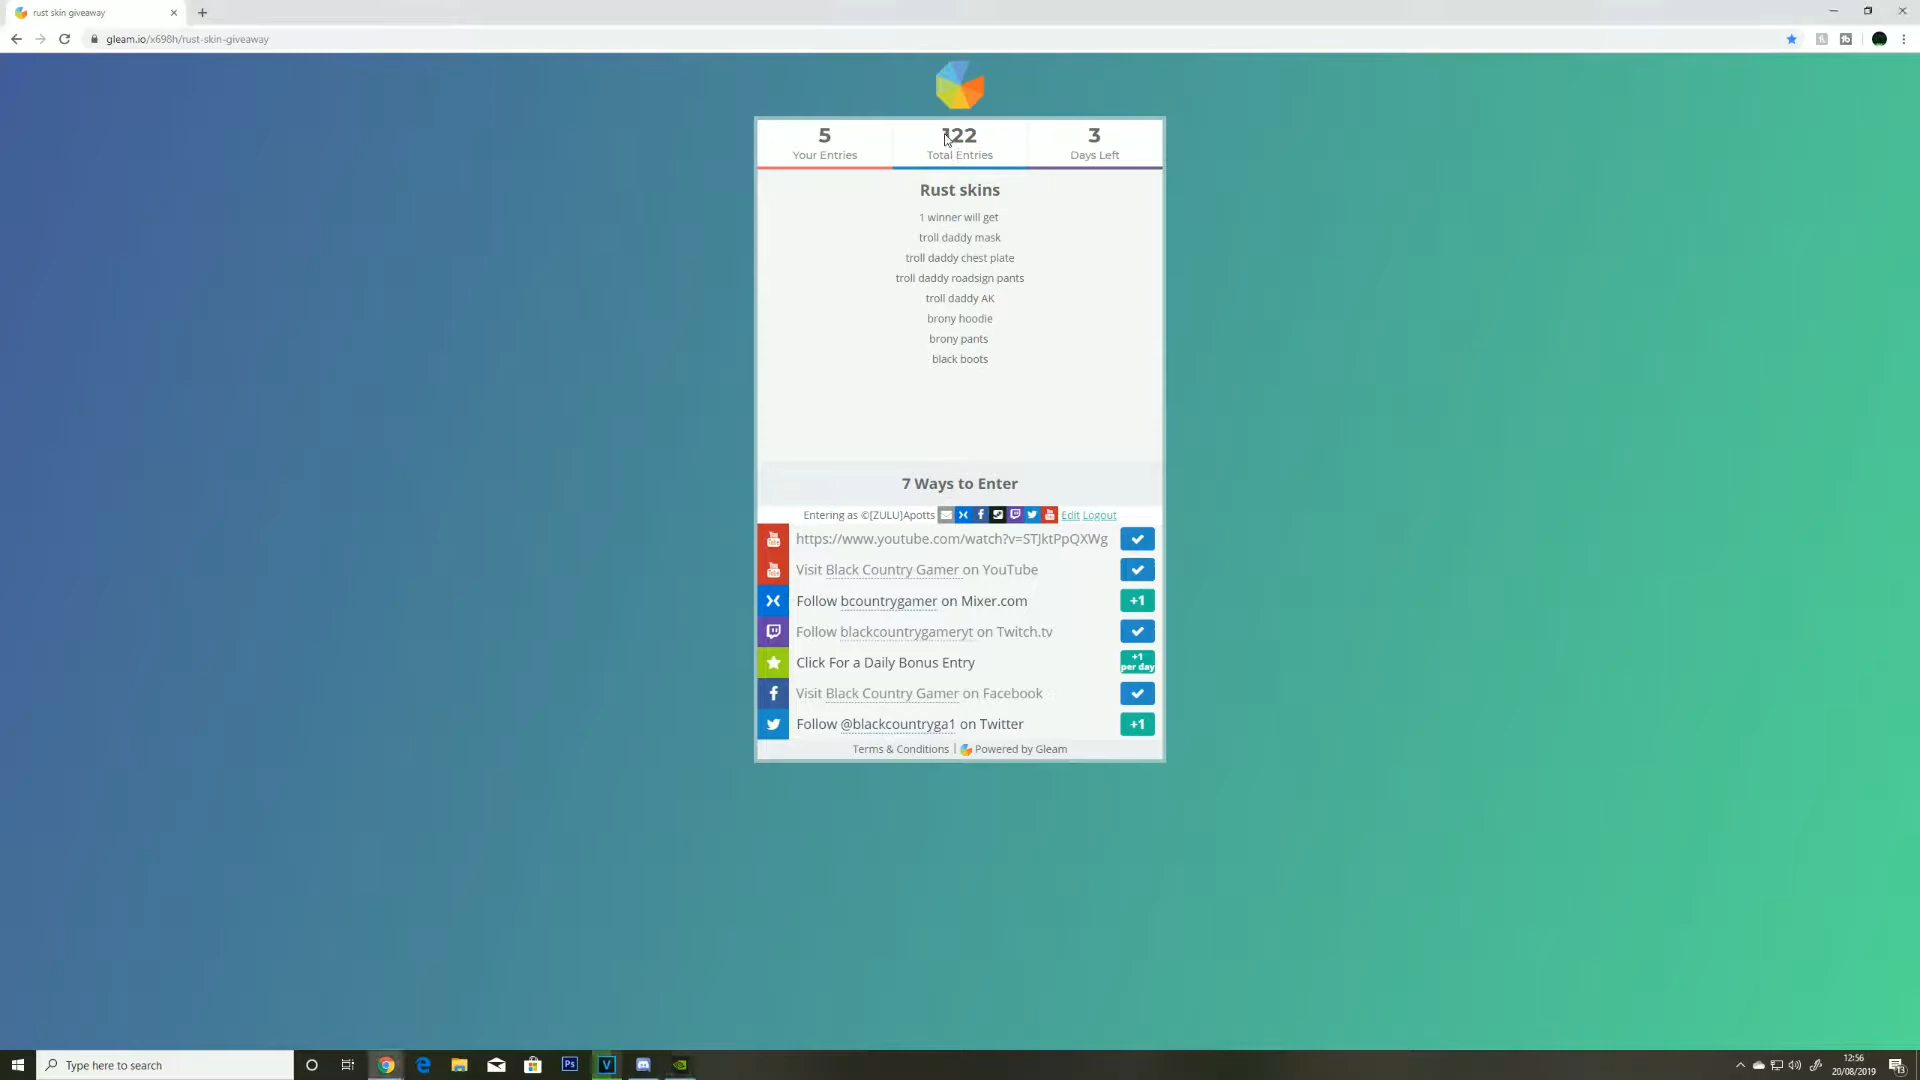 rust skin giveaway
gleam.io/x698h/rust-skin-giveaway
5
Your Entries
122
Total Entries
3
Days Left
Rust skins
1 winner will get
troll daddy mask
troll daddy chest plate
troll daddy roadsign pants
troll daddy AK
brony hoodie
brony pants
black boots
7 Ways to Enter
Entering as ©[ZULU]Apotts Edit Logout
https://www.youtube.com/watch?v=STJktPpQXWg
Visit Black Country Gamer on YouTube
Follow bcountrygamer on Mixer.com +1
Follow blackcountrygameryt on Twitch.tv
Click For a Daily Bonus Entry +1 per day
Visit Black Country Gamer on Facebook
Follow @blackcountryga1 on Twitter +1
Terms & Conditions | Powered by Gleam
Type here to search
12:56
20/08/2019